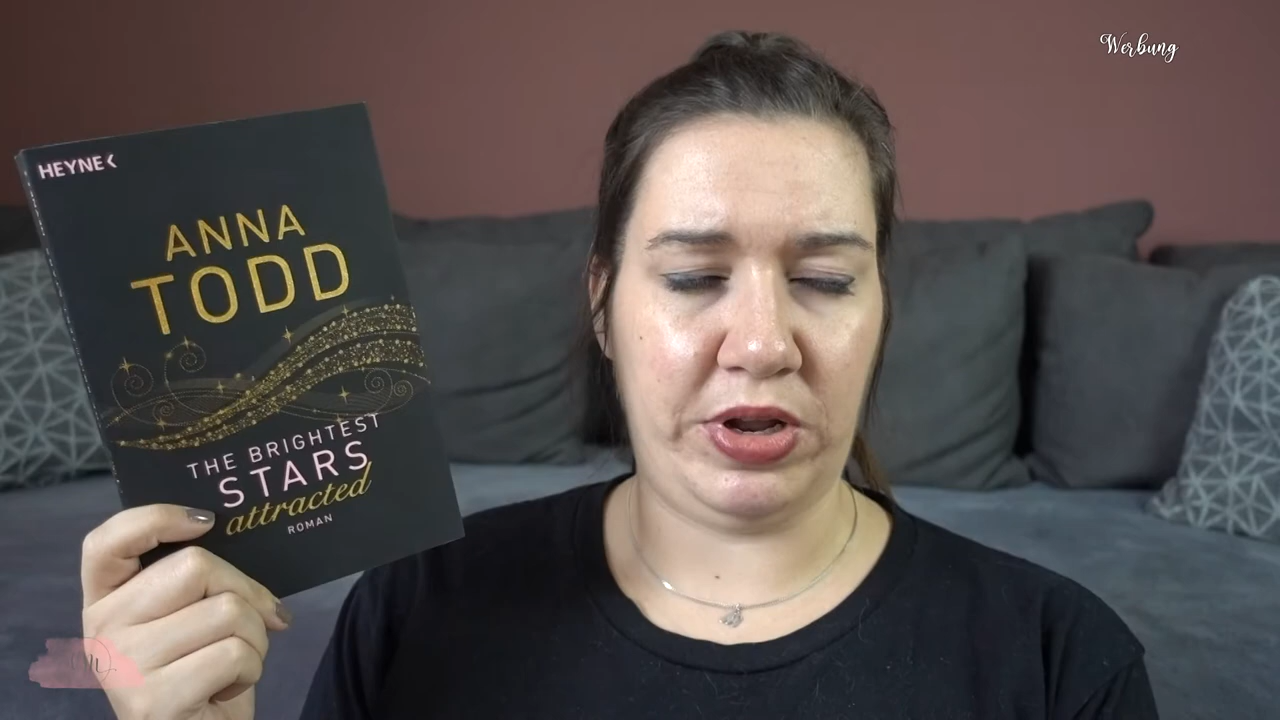 Werbung
HEYNE<
ANNA
TODD
THE BRIGHTEST
STARS
attracted
ROMAN